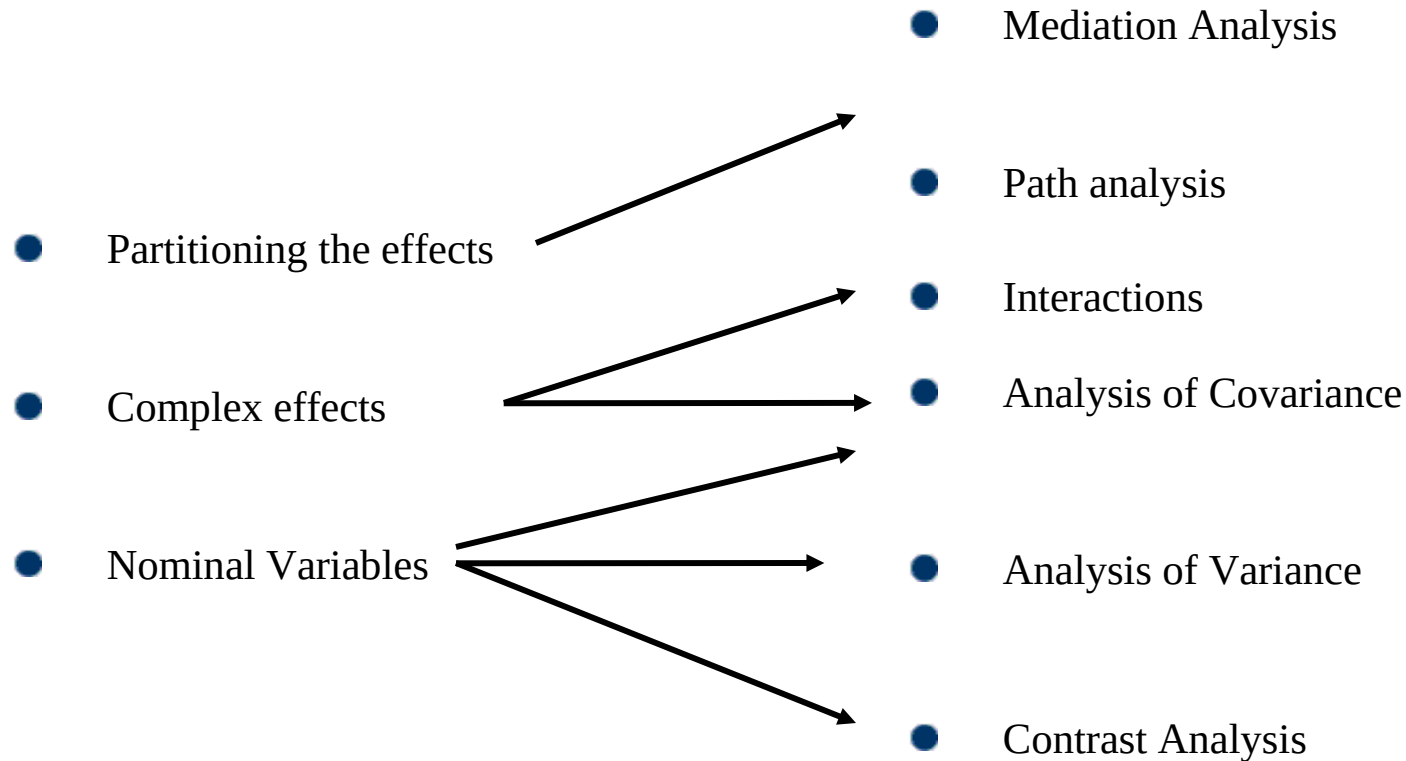 Partitioning the effects
Complex effects
Nominal Variables
Mediation Analysis
Path analysis
Interactions
Analysis of Covariance
Analysis of Variance
Contrast Analysis